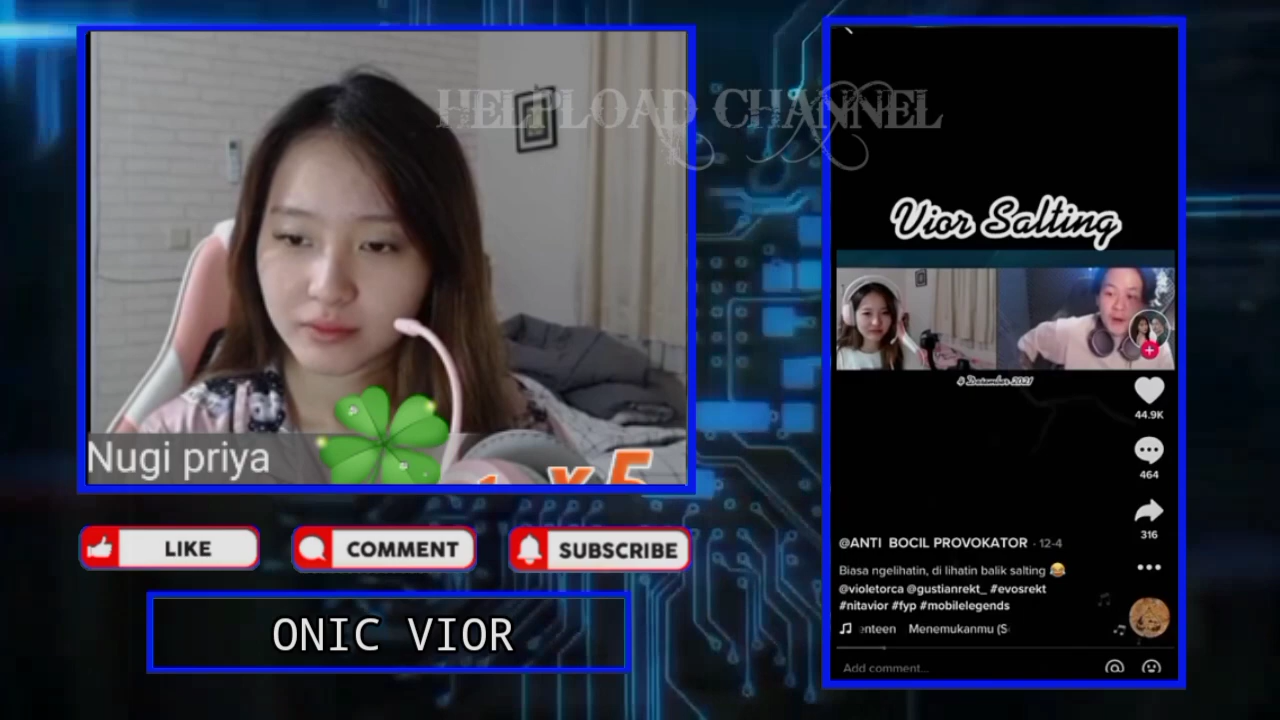 HELPLOAD CHANNEL
Nugi priya
x 5
LIKE
COMMENT
SUBSCRIBE
ONIC VIOR
Vior Salting
4 Desember 2021
44.9K
464
316
@ANTI BOCIL PROVOKATOR · 12-4
Biasa ngelihatin, di lihatin balik salting 😂
@violetorca @gustianrekt_ #evosrekt
#nitavior #fyp #mobilelegends
enteen Menemukanmu (S
Add comment...